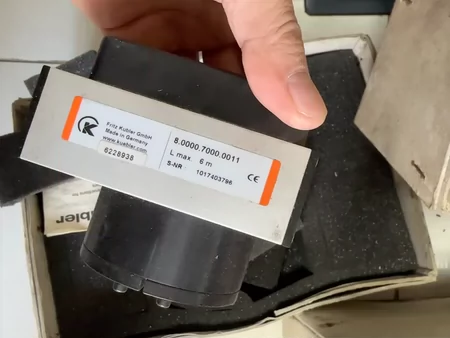 Fritz Kübler GmbH
Made in Germany
www.kuebler.com
6228938
8.0000.7000.0011
L max 6 m
S-NR 1017403796
CE
bler